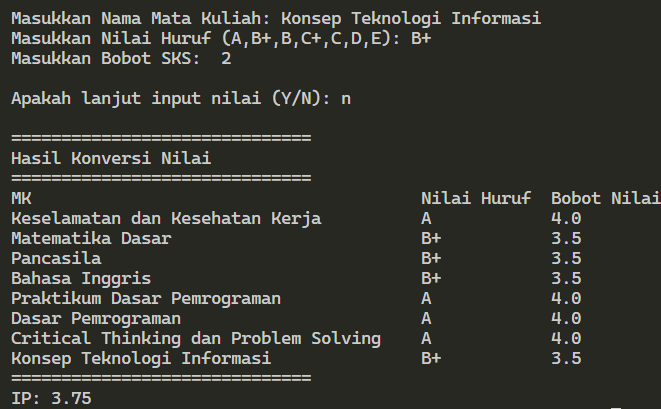 Masukkan Nama Mata Kuliah: Konsep Teknologi Informasi
Masukkan Nilai Huruf (A,B+,B,C+,C,D,E): B+
Masukkan Bobot SKS:  2
Apakah lanjut input nilai (Y/N): n
==============================
Hasil Konversi Nilai
==============================
MK                                       Nilai Huruf  Bobot Nilai
Keselamatan dan Kesehatan Kerja          A            4.0
Matematika Dasar                         B+           3.5
Pancasila                                B+           3.5
Bahasa Inggris                           B+           3.5
Praktikum Dasar Pemrograman              A            4.0
Dasar Pemrograman                        A            4.0
Critical Thinking dan Problem Solving    A            4.0
Konsep Teknologi Informasi               B+           3.5
==============================
IP: 3.75